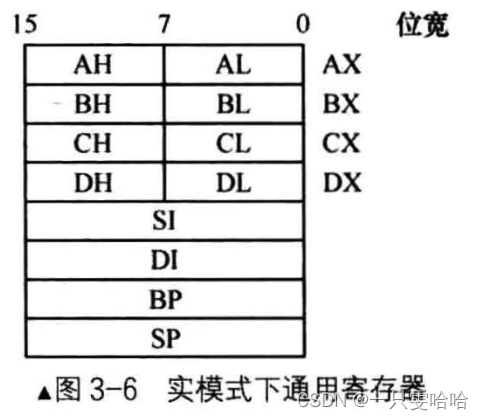 15 7 0 位宽
AH AL AX
BH BL BX
CH CL CX
DH DL DX
SI
DI
BP
SP
▲图 3-6 实模式下通用寄存器
CSDN @一只斐哈哈